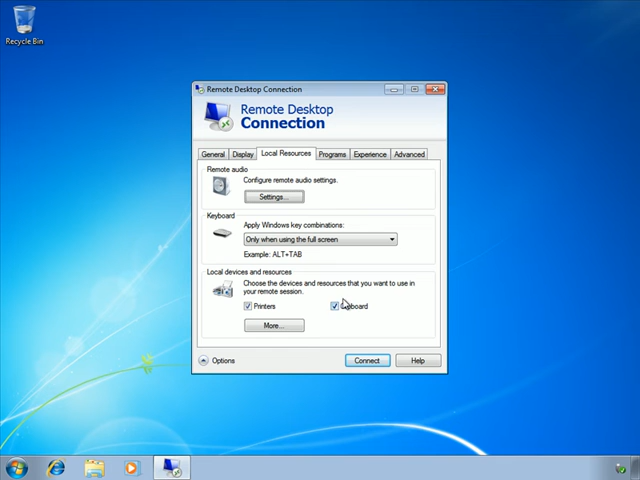 Recycle Bin
Remote Desktop Connection
Remote Desktop
Connection
General
Display
Local Resources
Programs
Experience
Advanced
Remote audio
Configure remote audio settings.
Settings...
Keyboard
Apply Windows key combinations:
Only when using the full screen
Example: ALT+TAB
Local devices and resources
Choose the devices and resources that you want to use in
your remote session.
Printers
More...
Options
Connect
Help